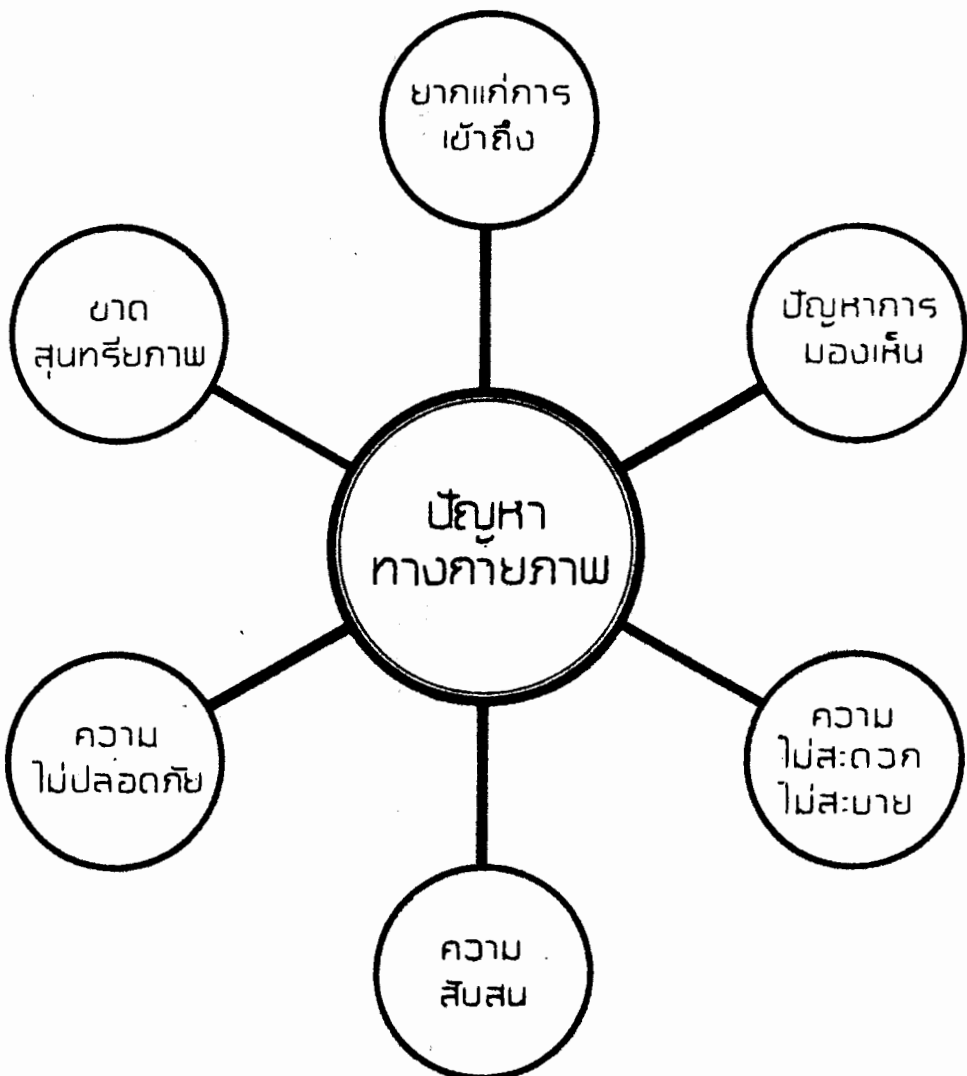 ยากแก่การ
เข้าถึง
ปัญหาการ
มองเห็น
ความ
ไม่สะดวก
ไม่สะบาย
ความ
สับสน
ความ
ไม่ปลอดภัย
ขาด
สุนทรียภาพ
ปัญหา
ทางกายภาพ